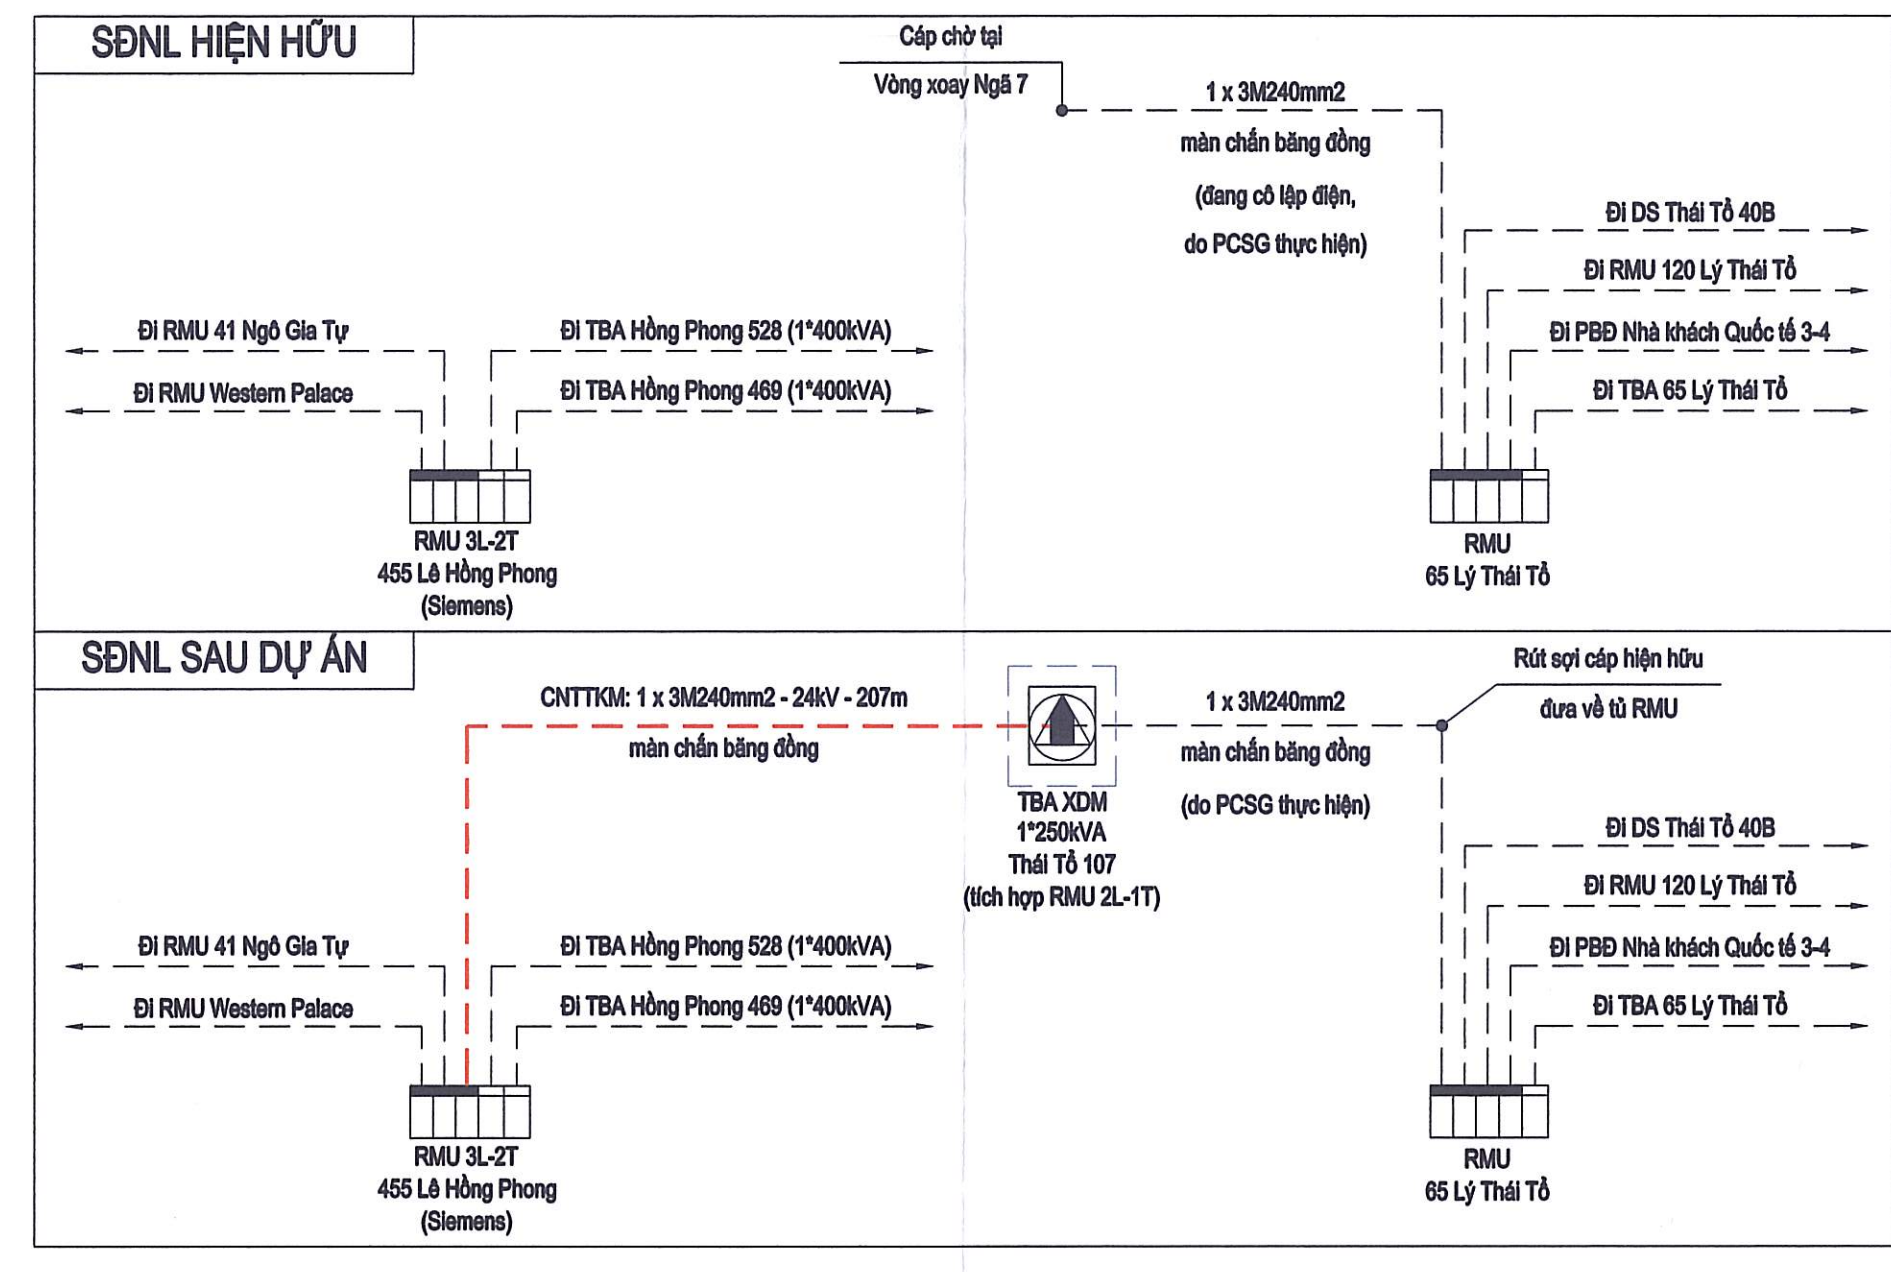 SĐNL HIỆN HỮU
Cáp chờ tại
Vòng xoay Ngã 7
1 x 3M240mm2
màn chắn băng đồng
(đang cô lập điện,
do PCSG thực hiện)
Đi DS Thái Tổ 40B
Đi RMU 120 Lý Thái Tổ
Đi PBĐ Nhà khách Quốc tế 3-4
Đi TBA 65 Lý Thái Tổ
Đi RMU 41 Ngô Gia Tự
Đi RMU Western Palace
Đi TBA Hồng Phong 528 (1*400kVA)
Đi TBA Hồng Phong 469 (1*400kVA)
RMU 3L-2T
455 Lê Hồng Phong
(Siemens)
RMU
65 Lý Thái Tổ
SĐNL SAU DỰ ÁN
CNTTKM: 1 x 3M240mm2 - 24kV - 207m
màn chắn băng đồng
TBA XDM
1*250kVA
Thái Tổ 107
(tích hợp RMU 2L-1T)
1 x 3M240mm2
màn chắn băng đồng
(do PCSG thực hiện)
Rút sợi cáp hiện hữu
đưa về tủ RMU
Đi DS Thái Tổ 40B
Đi RMU 120 Lý Thái Tổ
Đi PBĐ Nhà khách Quốc tế 3-4
Đi TBA 65 Lý Thái Tổ
Đi RMU 41 Ngô Gia Tự
Đi RMU Western Palace
Đi TBA Hồng Phong 528 (1*400kVA)
Đi TBA Hồng Phong 469 (1*400kVA)
RMU 3L-2T
455 Lê Hồng Phong
(Siemens)
RMU
65 Lý Thái Tổ